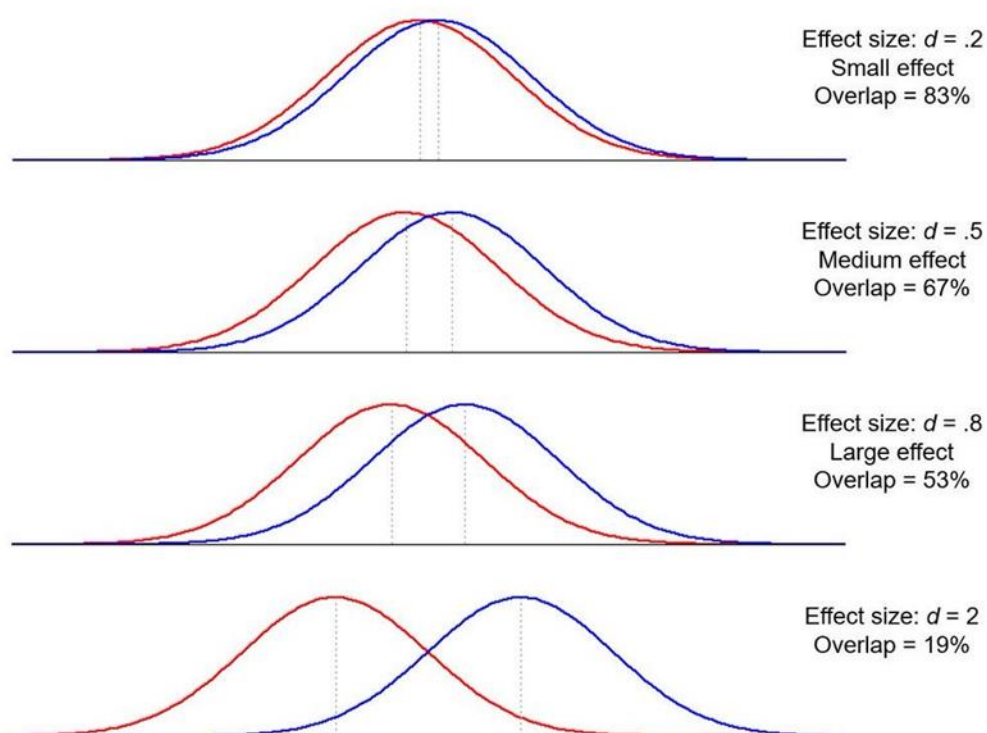 Effect size: d = .2
Small effect
Overlap = 83%
Effect size: d = .5
Medium effect
Overlap = 67%
Effect size: d = .8
Large effect
Overlap = 53%
Effect size: d = 2
Overlap = 19%